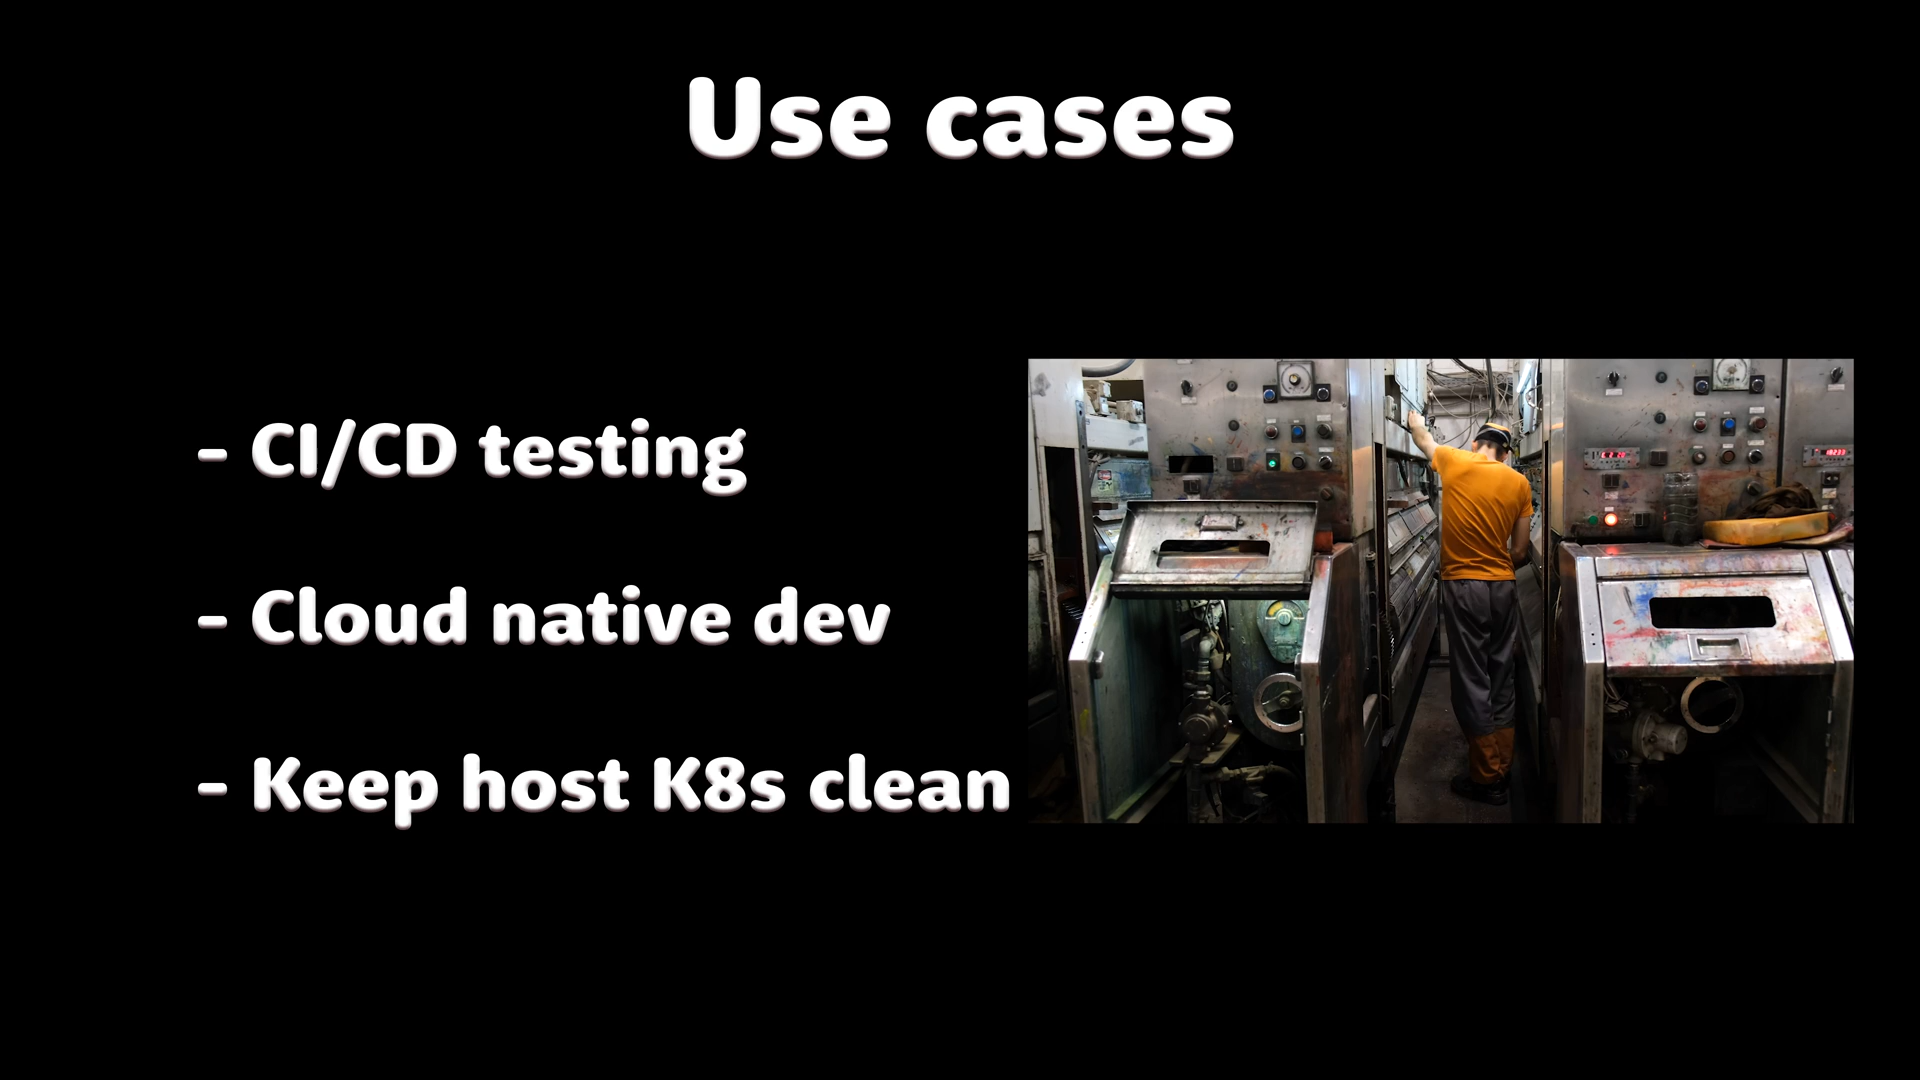 Use cases
- CI/CD testing
- Cloud native dev
- Keep host K8s clean